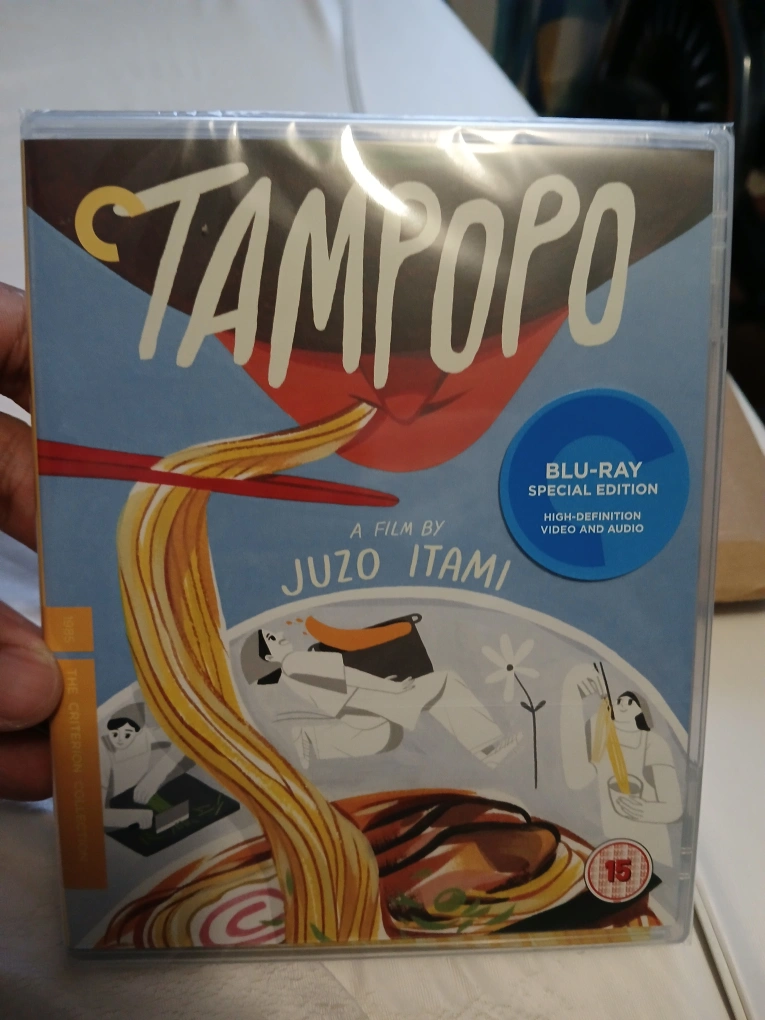 TAMPOPO
BLU-RAY
SPECIAL EDITION
HIGH-DEFINITION
VIDEO AND AUDIO
A FILM BY
JUZO ITAMI
THE CRITERION COLLECTION
15